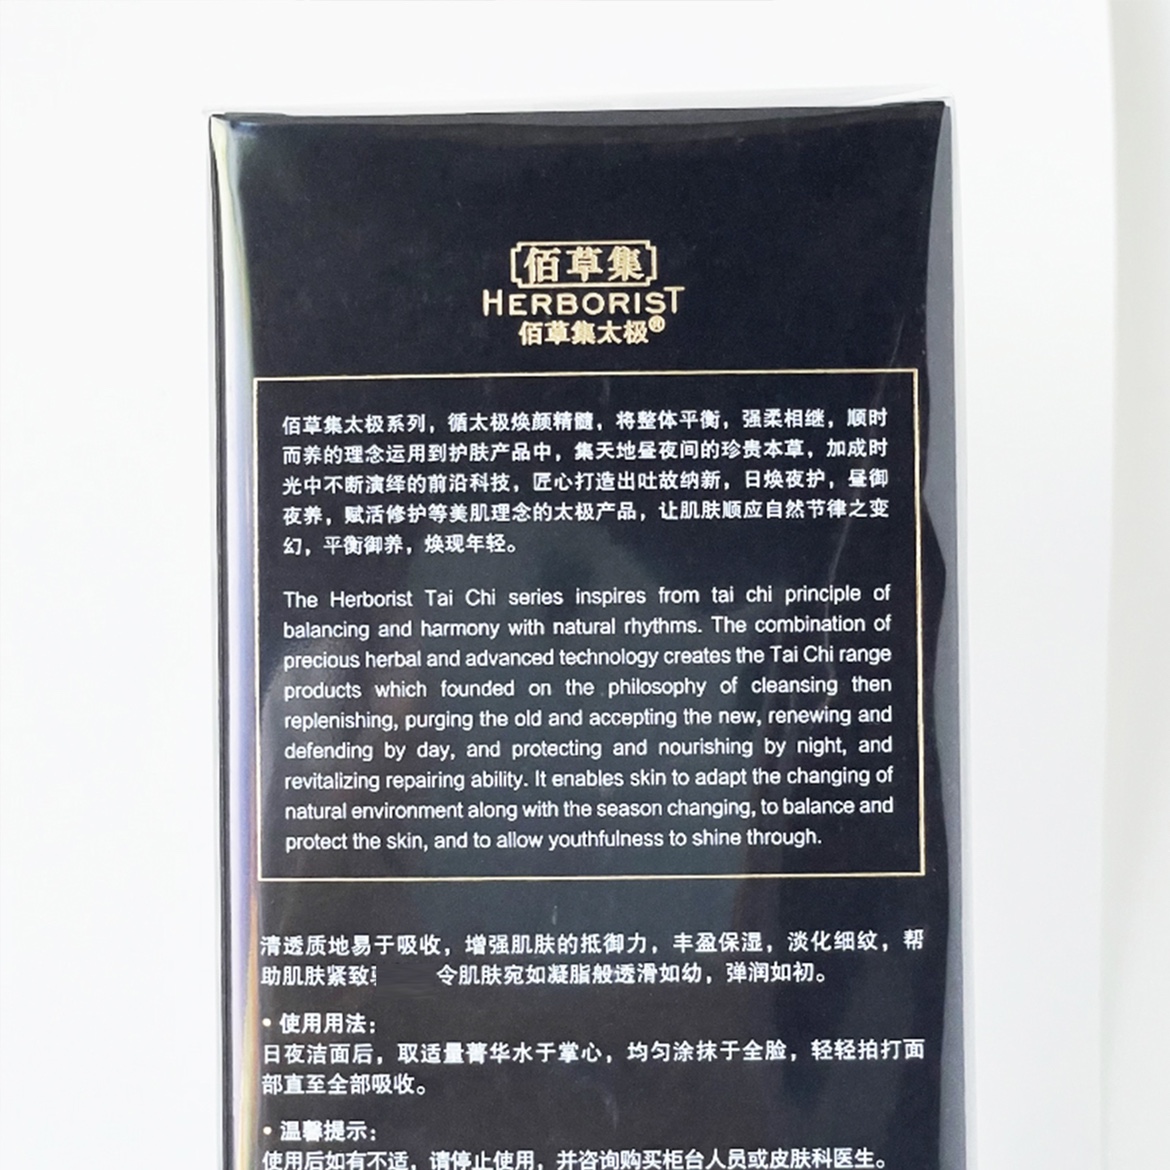 佰草集
HERBORIST
佰草集太极®
佰草集太极系列，循太极焕颜精髓，将整体平衡，强柔相继，顺时
而养的理念运用到护肤产品中，集天地昼夜间的珍贵本草，加成时
光中不断演绎的前沿科技，匠心打造出吐故纳新，日焕夜护，昼御
夜养，赋活修护等美肌理念的太极产品，让肌肤顺应自然节律之变
幻，平衡御养，焕现年轻。
The Herborist Tai Chi series inspires from tai chi principle of
balancing and harmony with natural rhythms. The combination of
precious herbal and advanced technology creates the Tai Chi range
products which founded on the philosophy of cleansing then
replenishing, purging the old and accepting the new, renewing and
defending by day, and protecting and nourishing by night, and
revitalizing repairing ability. It enables skin to adapt the changing of
natural environment along with the season changing, to balance and
protect the skin, and to allow youthfulness to shine through.
清透质地易于吸收，增强肌肤的抵御力，丰盈保湿，淡化细纹，帮
助肌肤紧致 令肌肤宛如凝脂般透滑如幼，弹润如初。
• 使用用法：
日夜洁面后，取适量菁华水于掌心，均匀涂抹于全脸，轻轻拍打面
部直至全部吸收。
• 温馨提示：
使用后如有不适，请停止使用，并咨询购买柜台人员或皮肤科医生。